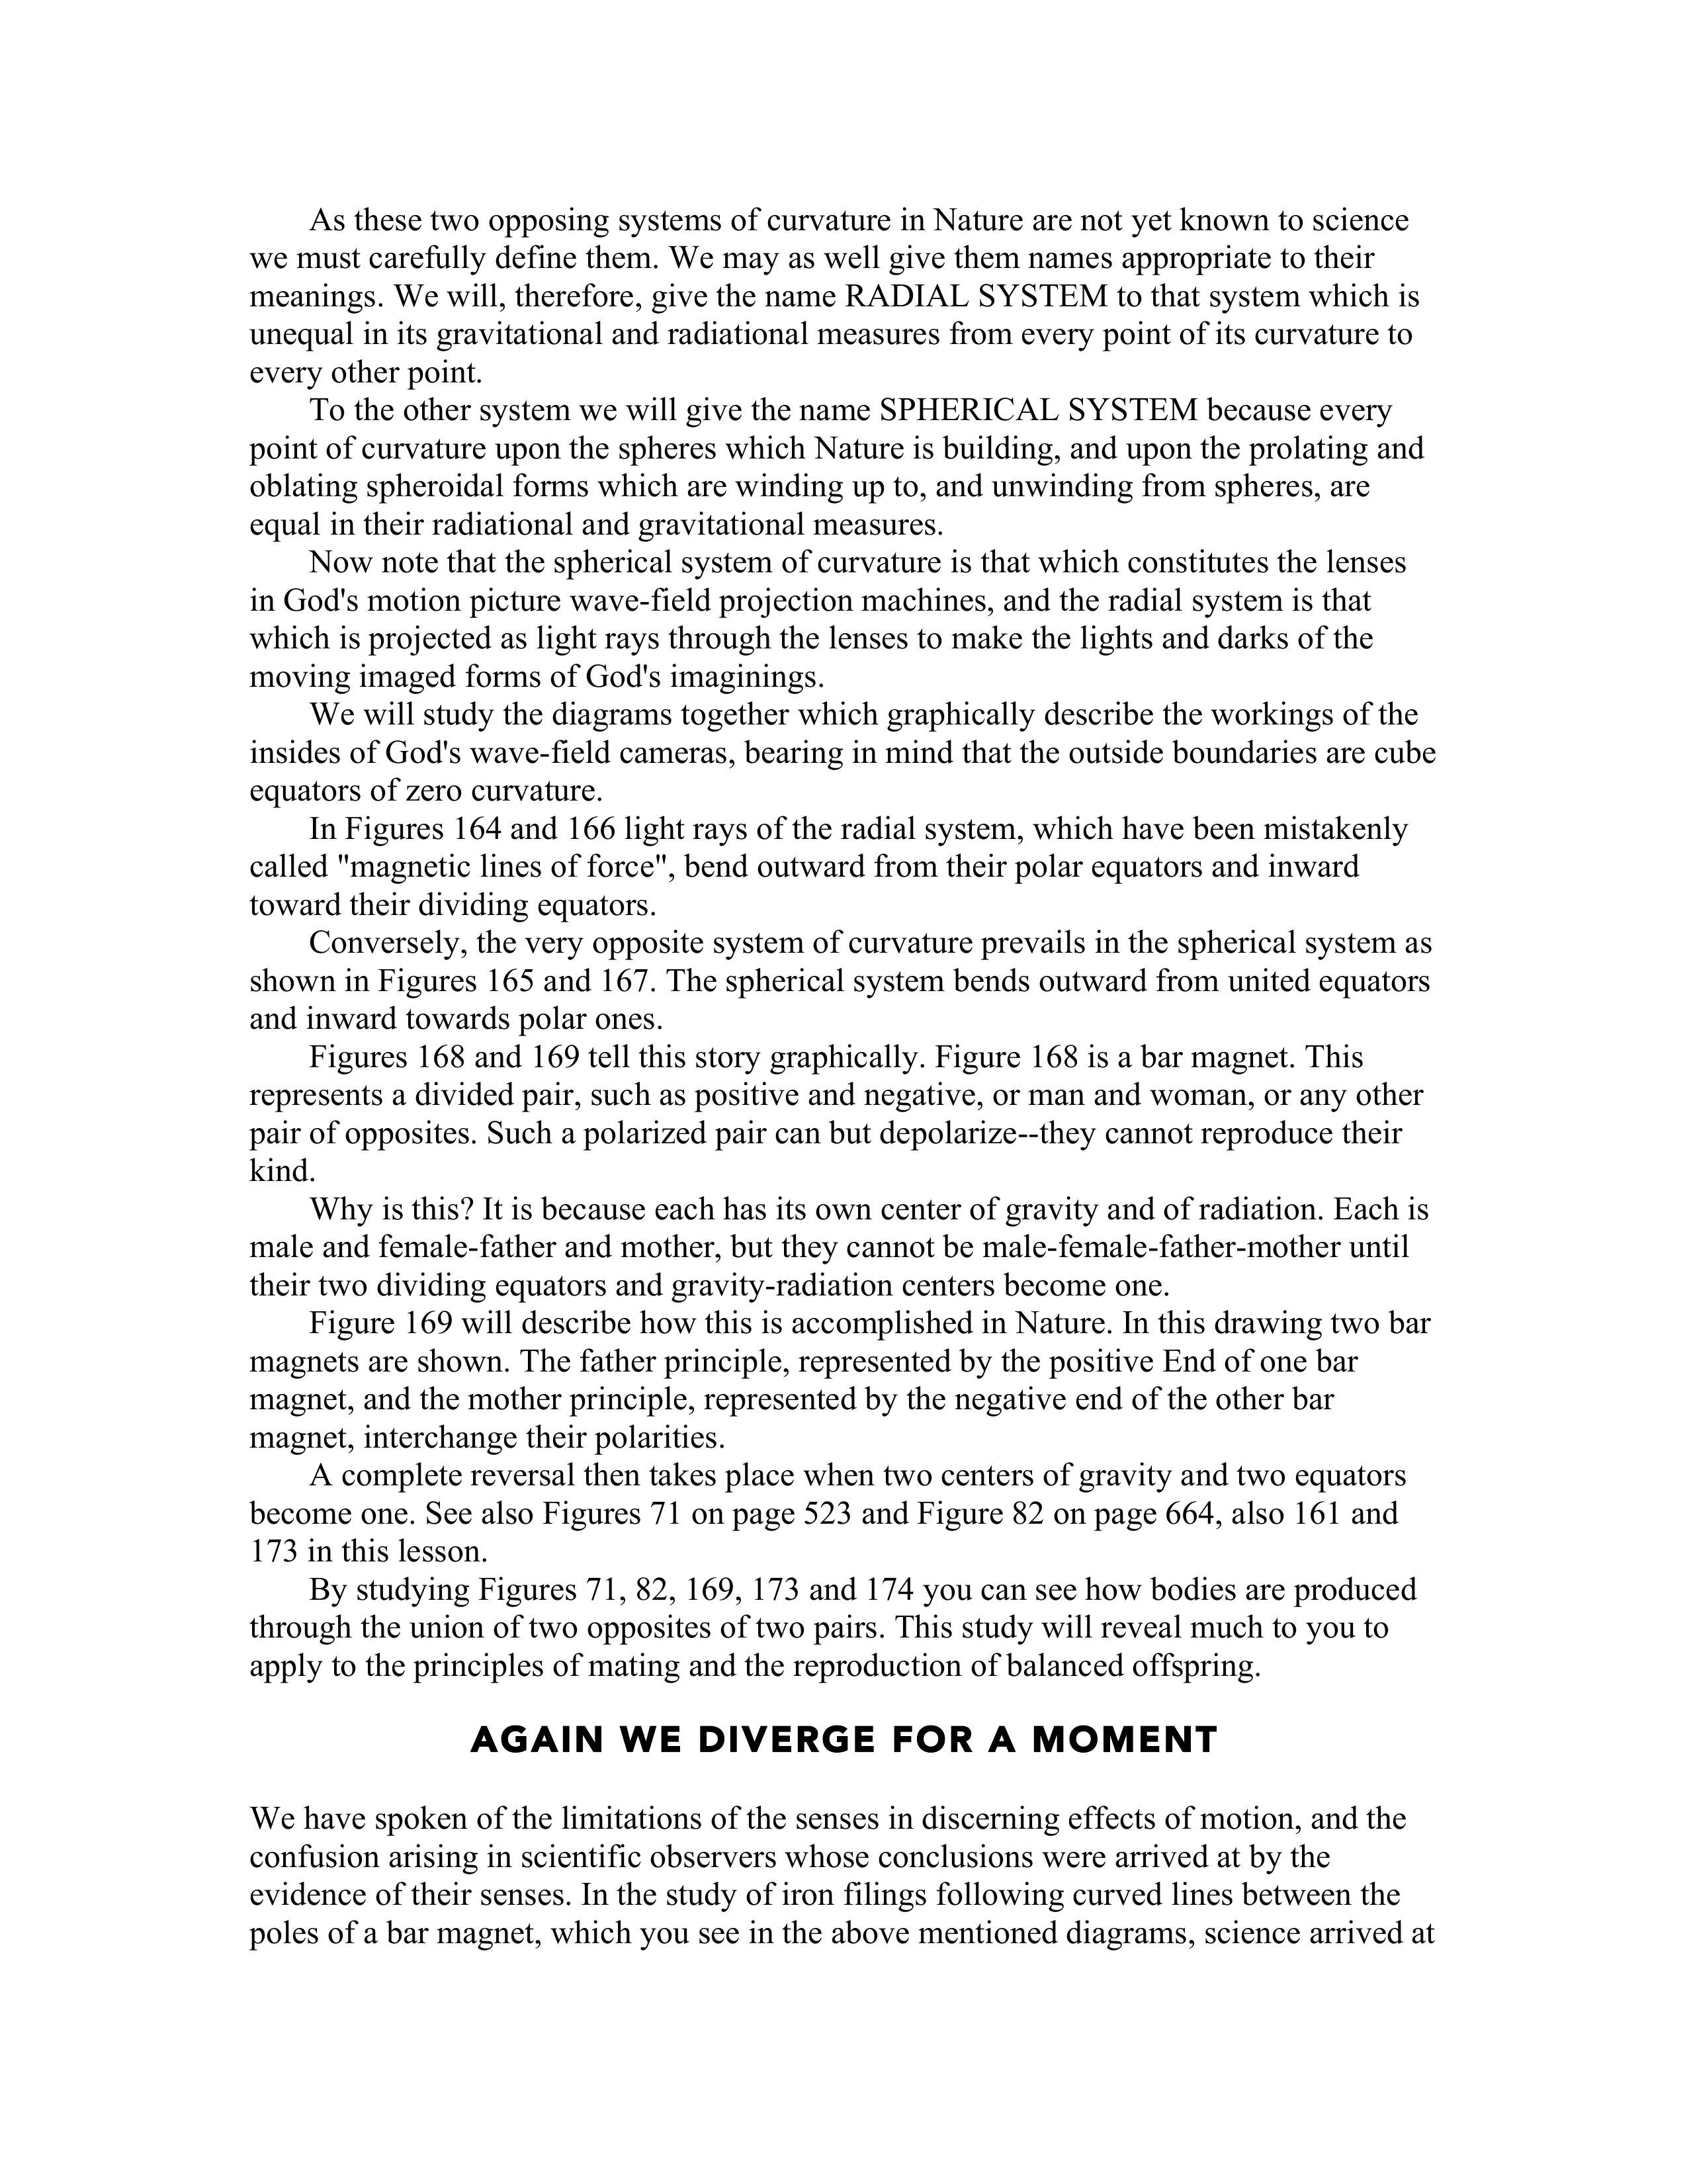 As these two opposing systems of curvature in Nature are not yet known to science
we must carefully define them. We may as well give them names appropriate to their
meanings. We will, therefore, give the name RADIAL SYSTEM to that system which is
unequal in its gravitational and radiational measures from every point of its curvature to
every other point.
To the other system we will give the name SPHERICAL SYSTEM because every
point of curvature upon the spheres which Nature is building, and upon the prolating and
oblating spheroidal forms which are winding up to, and unwinding from spheres, are
equal in their radiational and gravitational measures.
Now note that the spherical system of curvature is that which constitutes the lenses
in God's motion picture wave-field projection machines, and the radial system is that
which is projected as light rays through the lenses to make the lights and darks of the
moving imaged forms of God's imaginings.
We will study the diagrams together which graphically describe the workings of the
insides of God's wave-field cameras, bearing in mind that the outside boundaries are cube
equators of zero curvature.
In Figures 164 and 166 light rays of the radial system, which have been mistakenly
called "magnetic lines of force", bend outward from their polar equators and inward
toward their dividing equators.
Conversely, the very opposite system of curvature prevails in the spherical system as
shown in Figures 165 and 167. The spherical system bends outward from united equators
and inward towards polar ones.
Figures 168 and 169 tell this story graphically. Figure 168 is a bar magnet. This
represents a divided pair, such as positive and negative, or man and woman, or any other
pair of opposites. Such a polarized pair can but depolarize--they cannot reproduce their
kind.
Why is this? It is because each has its own center of gravity and of radiation. Each is
male and female-father and mother, but they cannot be male-female-father-mother until
their two dividing equators and gravity-radiation centers become one.
Figure 169 will describe how this is accomplished in Nature. In this drawing two bar
magnets are shown. The father principle, represented by the positive End of one bar
magnet, and the mother principle, represented by the negative end of the other bar
magnet, interchange their polarities.
A complete reversal then takes place when two centers of gravity and two equators
become one. See also Figures 71 on page 523 and Figure 82 on page 664, also 161 and
173 in this lesson.
By studying Figures 71, 82, 169, 173 and 174 you can see how bodies are produced
through the union of two opposites of two pairs. This study will reveal much to you to
apply to the principles of mating and the reproduction of balanced offspring.
AGAIN WE DIVERGE FOR A MOMENT
We have spoken of the limitations of the senses in discerning effects of motion, and the
confusion arising in scientific observers whose conclusions were arrived at by the
evidence of their senses. In the study of iron filings following curved lines between the
poles of a bar magnet, which you see in the above mentioned diagrams, science arrived at